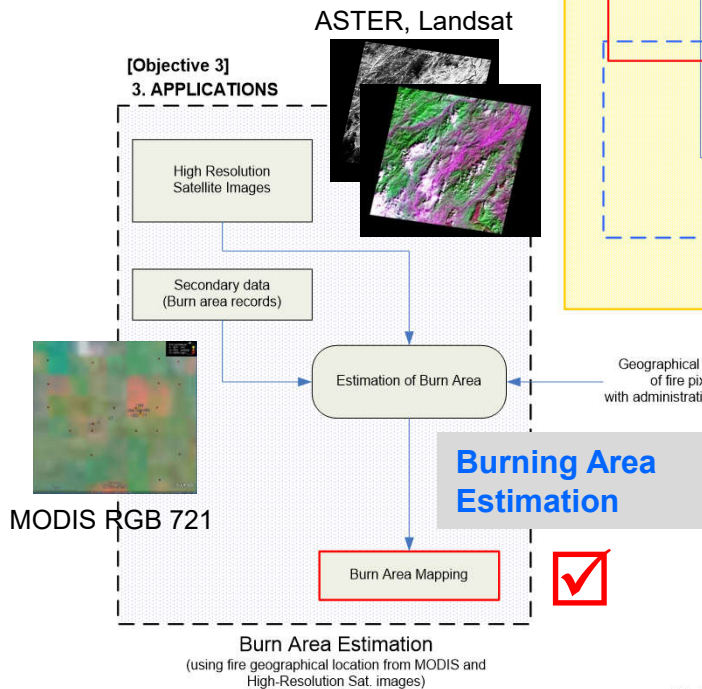 ASTER, Landsat
[Objective 3]
3. APPLICATIONS
High Resolution
Satellite Images
Secondary data
(Burn area records)
Estimation of Burn Area
Geographical
of fire pix
with administrati
MODIS RGB 721
Burning Area
Estimation
Burn Area Mapping
Burn Area Estimation
(using fire geographical location from MODIS and
High-Resolution Sat. images)